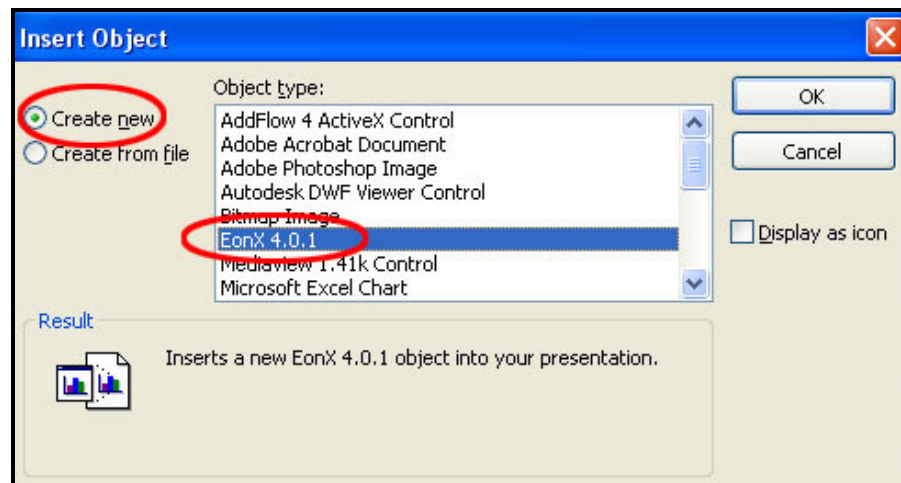 Insert Object
Object type:
Create new
Create from file
AddFlow 4 ActiveX Control
Adobe Acrobat Document
Adobe Photoshop Image
Autodesk DWF Viewer Control
Bitmap Image
EonX 4.0.1
Mediaview 1.41k Control
Microsoft Excel Chart
OK
Cancel
Display as icon
Result
Inserts a new EonX 4.0.1 object into your presentation.